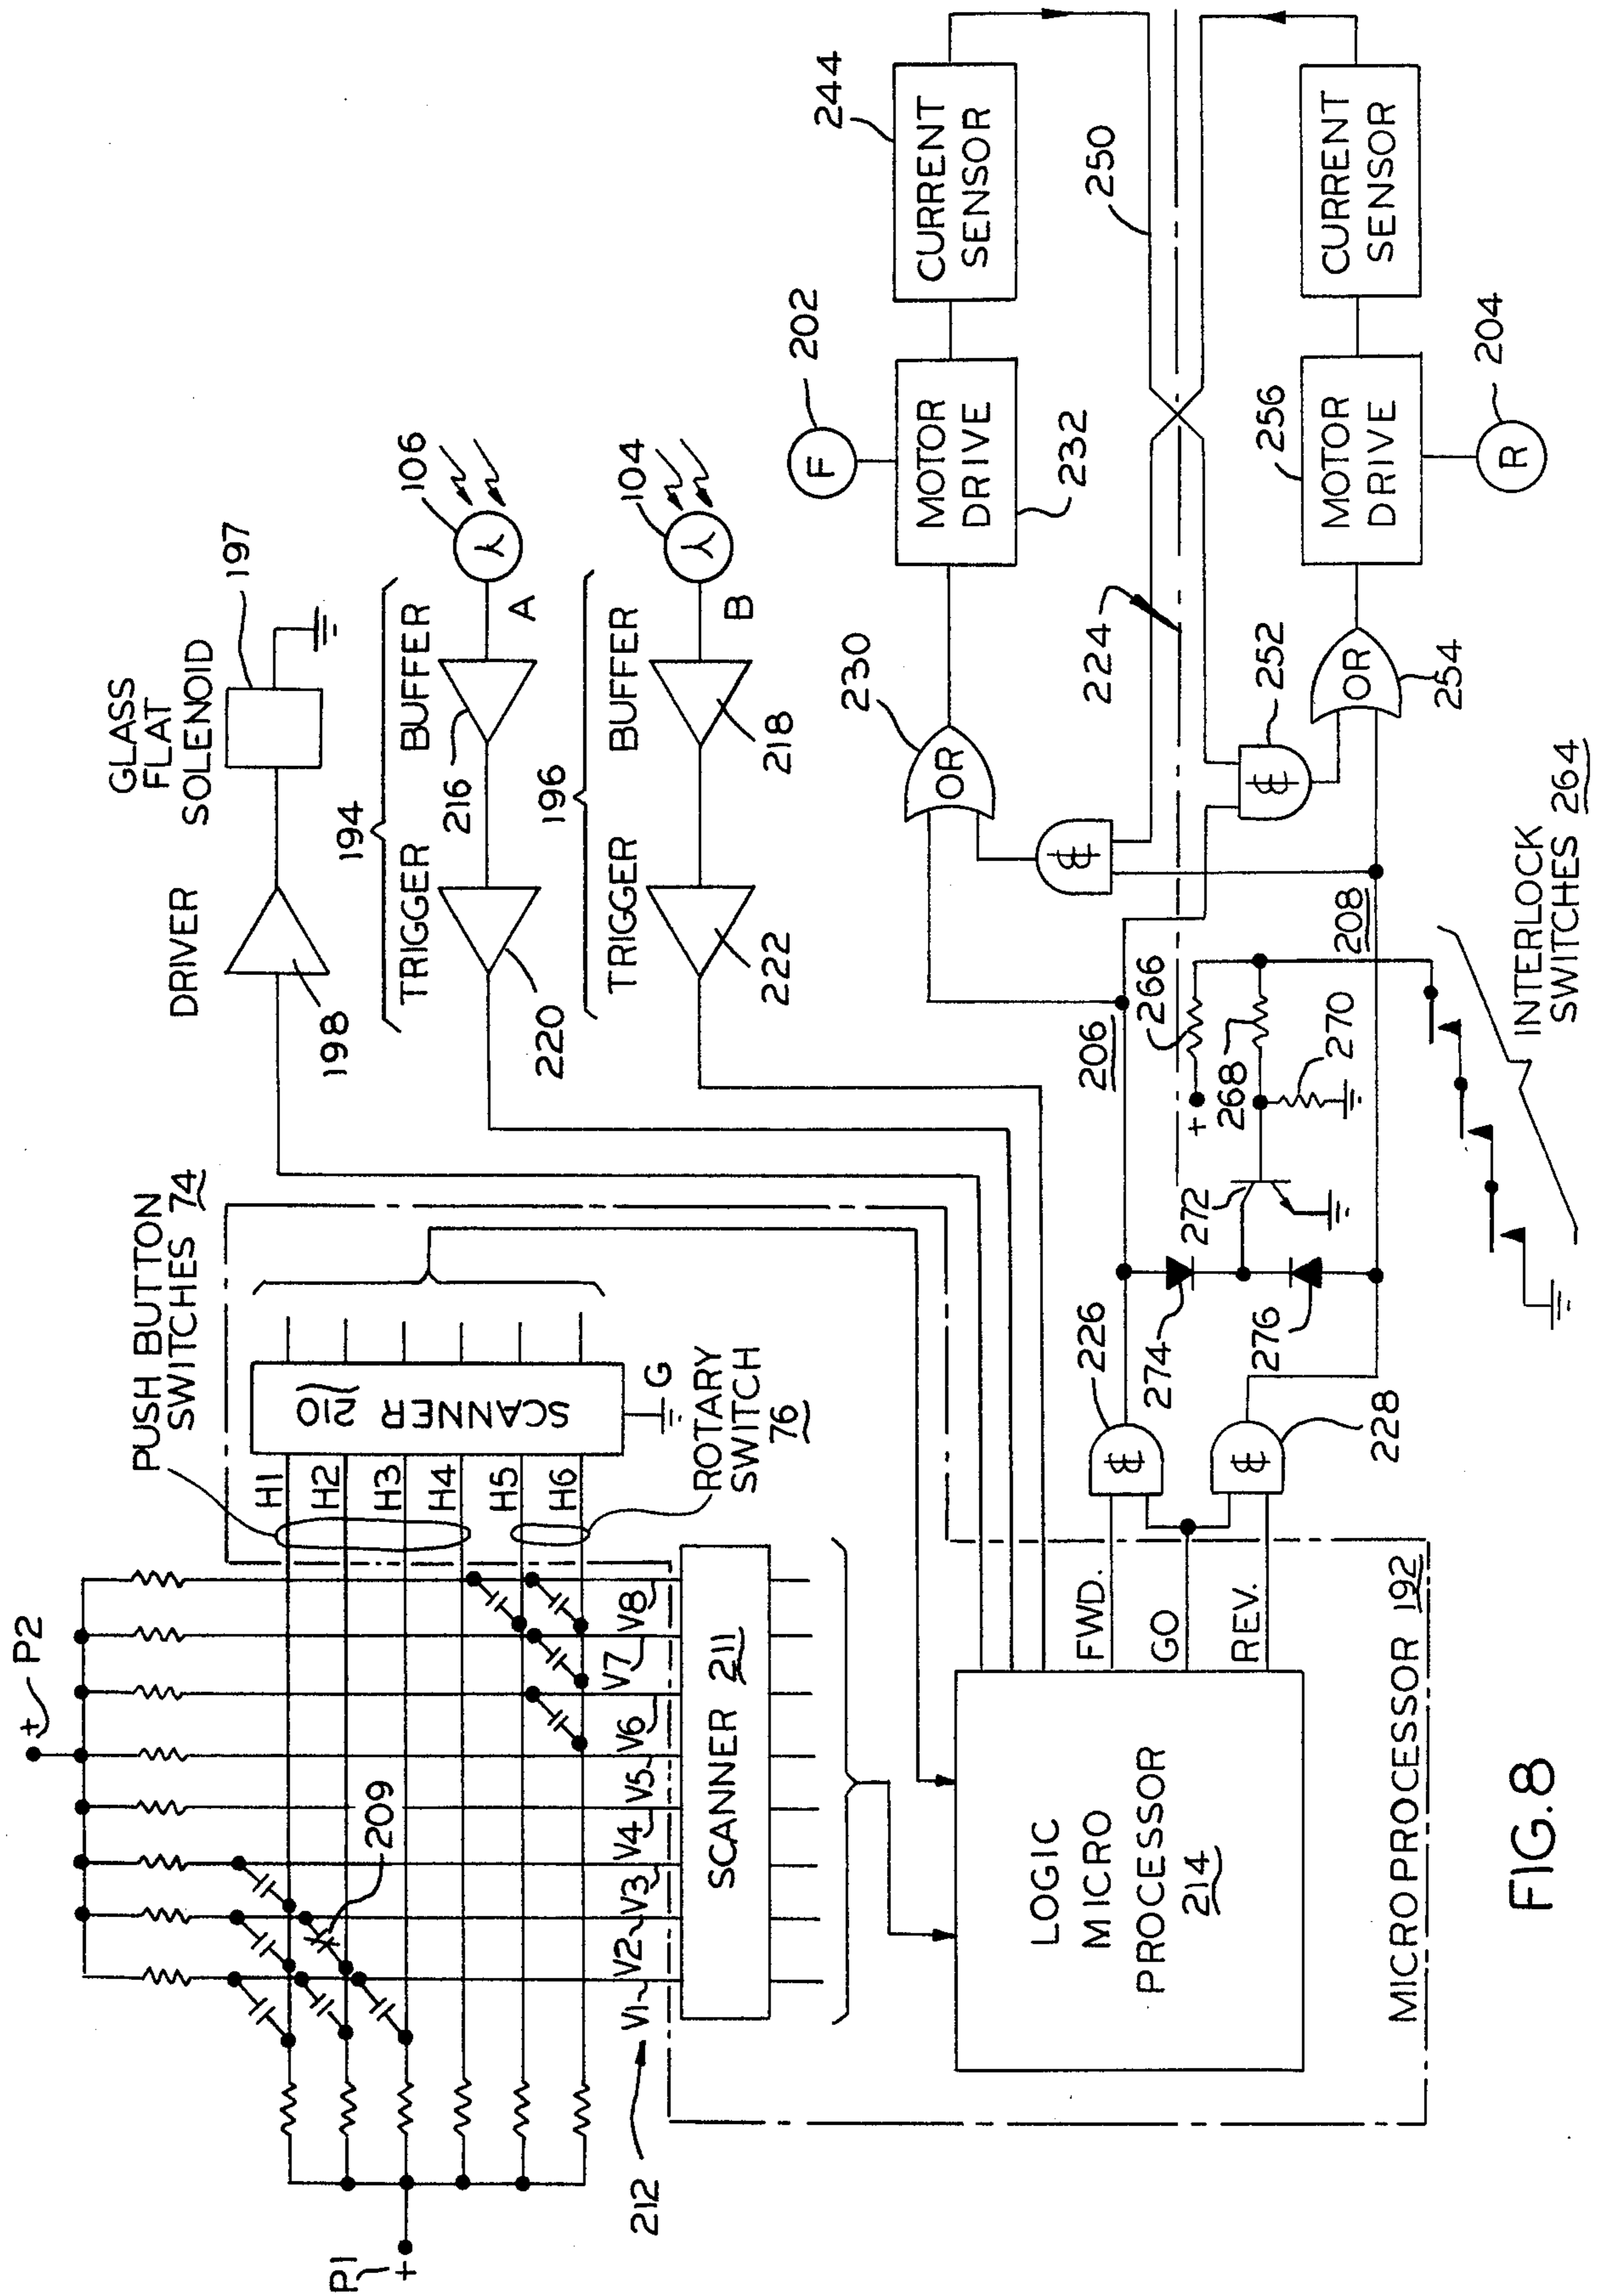 P1
+
P2
+
212
209
PUSH BUTTON
SWITCHES 74
H1
H2
H3
H4
H5
H6
SCANNER 210
G
ROTARY
SWITCH
76
V1
V2
V3
V4
V5
V6
V7
V8
SCANNER 211
LOGIC
MICRO
PROCESSOR
214
MICROPROCESSOR 192
FWD.
GO
REV.
DRIVER
198
GLASS
FLAT
SOLENOID
197
194
TRIGGER
BUFFER
220
216
A
106
196
TRIGGER
BUFFER
222
218
B
104
226
228
274
276
272
206
266
+
268
270
208
INTERLOCK
SWITCHES 264
&
&
&
&
230
OR
224
252
OR
254
F
202
MOTOR
DRIVE
232
CURRENT
SENSOR
244
250
MOTOR
DRIVE
256
R
204
CURRENT
SENSOR
FIG.8